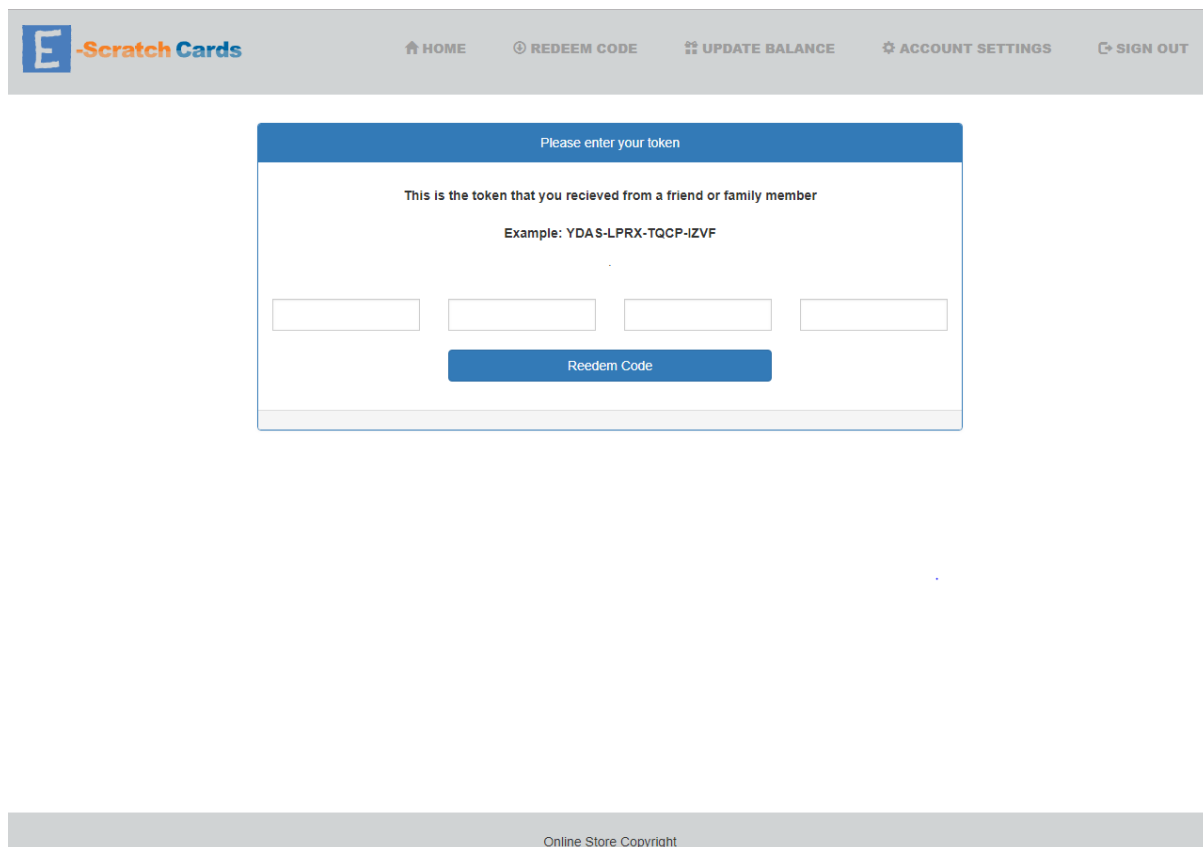 E-Scratch Cards
HOME
REDEEM CODE
UPDATE BALANCE
ACCOUNT SETTINGS
SIGN OUT
Please enter your token
This is the token that you recieved from a friend or family member
Example: YDAS-LPRX-TQCP-IZVF
.
Reedem Code
.
Online Store Copyright